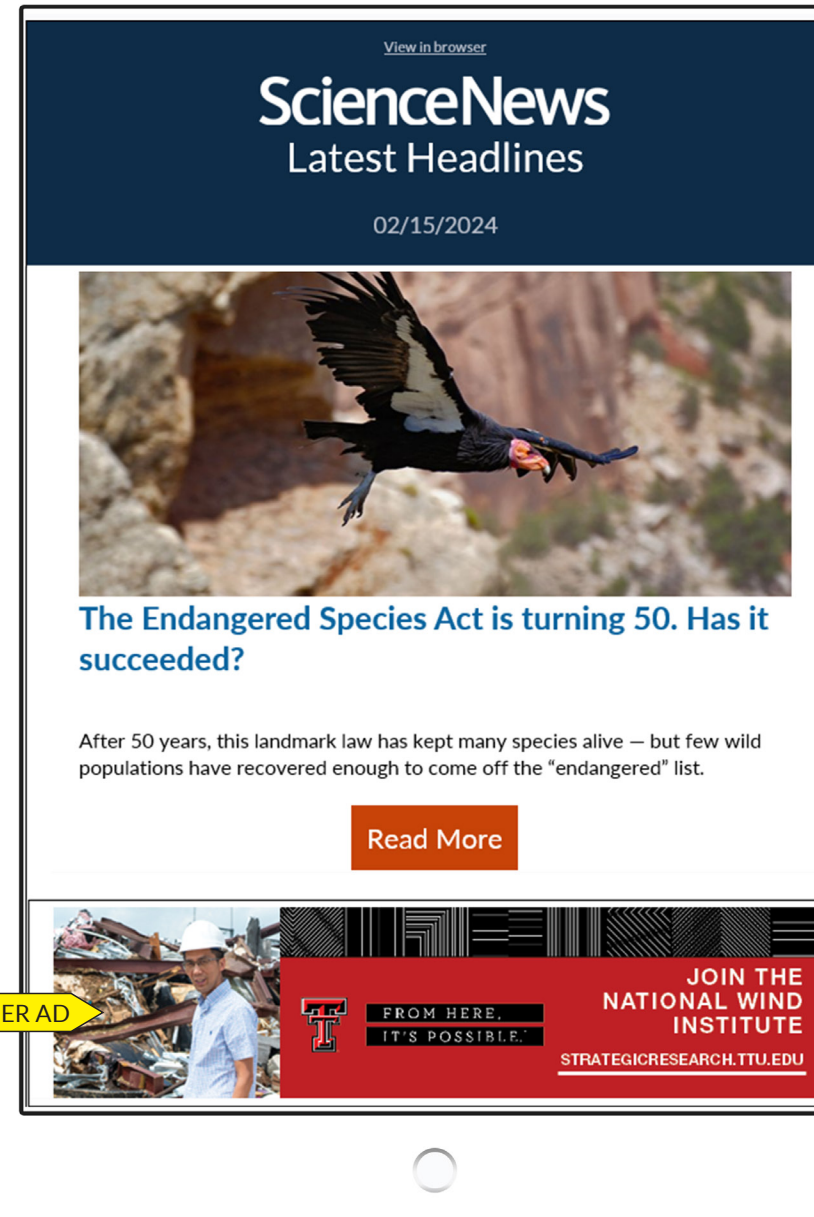 View in browser
ScienceNews
Latest Headlines
02/15/2024
The Endangered Species Act is turning 50. Has it
succeeded?
After 50 years, this landmark law has kept many species alive — but few wild
populations have recovered enough to come off the “endangered” list.
Read More
ER AD
FROM HERE,
IT'S POSSIBLE.
JOIN THE
NATIONAL WIND
INSTITUTE
STRATEGICRESEARCH.TTU.EDU